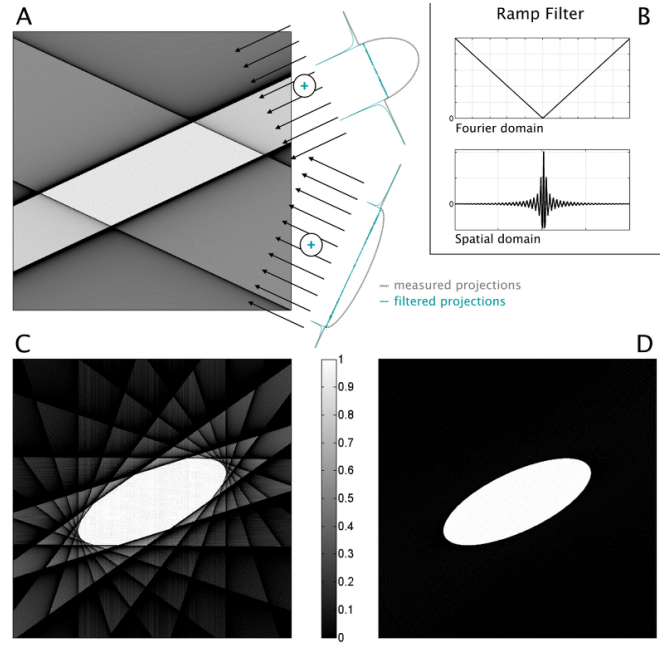 A
Ramp Filter
B
+
0
Fourier domain
0
Spatial domain
+
measured projections
filtered projections
C
D
1
0.9
0.8
0.7
0.6
0.5
0.4
0.3
0.2
0.1
0